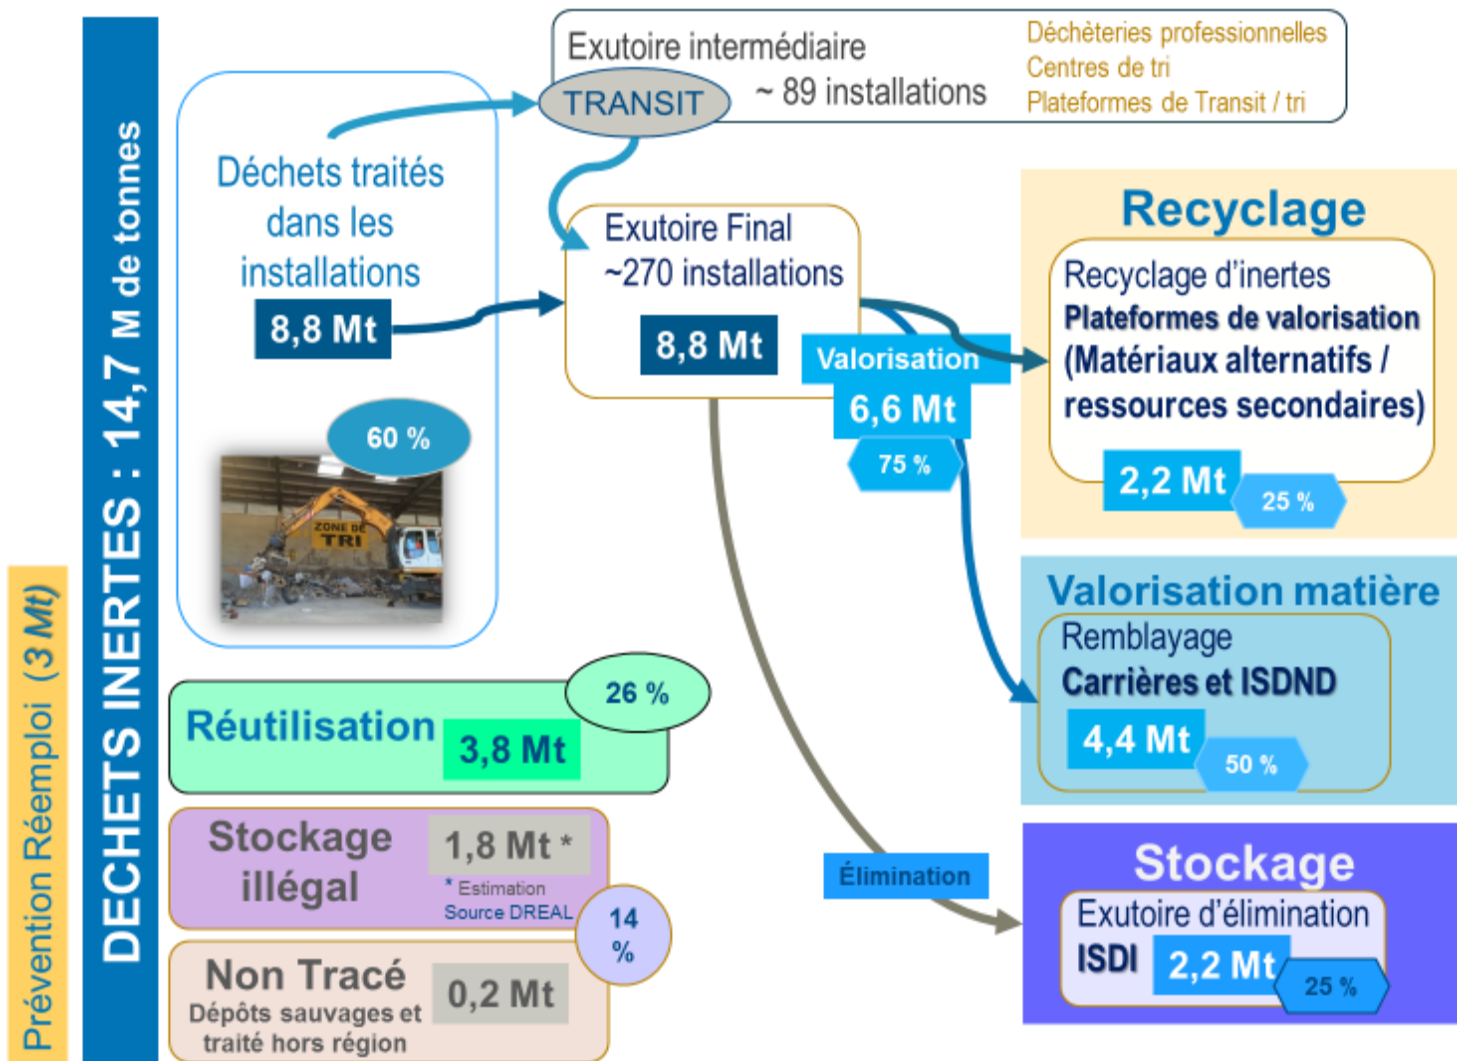 Prévention Réemploi (3 Mt)
DECHETS INERTES : 14,7 M de tonnes
Exutoire intermédiaire
~ 89 installations
TRANSIT
Déchèteries professionnelles
Centres de tri
Plateformes de Transit / tri
Déchets traités
dans les
installations
8,8 Mt
60 %
ZONE DE
TRI
Exutoire Final
~270 installations
8,8 Mt
Valorisation
6,6 Mt
75 %
Recyclage
Recyclage d’inertes
Plateformes de valorisation
(Matériaux alternatifs /
ressources secondaires)
2,2 Mt
25 %
Valorisation matière
Remblayage
Carrières et ISDND
4,4 Mt
50 %
Élimination
Stockage
Exutoire d’élimination
ISDI
2,2 Mt
25 %
Réutilisation
3,8 Mt
26 %
Stockage
illégal
1,8 Mt *
* Estimation
Source DREAL
14
%
Non Tracé
Dépôts sauvages et
traité hors région
0,2 Mt